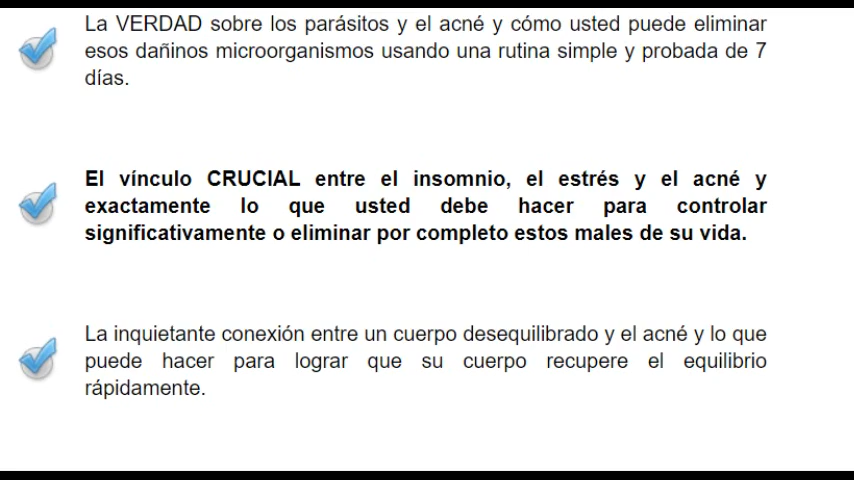 La VERDAD sobre los parásitos y el acné y cómo usted puede eliminar
esos dañinos microorganismos usando una rutina simple y probada de 7
días.
El vínculo CRUCIAL entre el insomnio, el estrés y el acné y
exactamente lo que usted debe hacer para controlar
significativamente o eliminar por completo estos males de su vida.
La inquietante conexión entre un cuerpo desequilibrado y el acné y lo que
puede hacer para lograr que su cuerpo recupere el equilibrio
rápidamente.